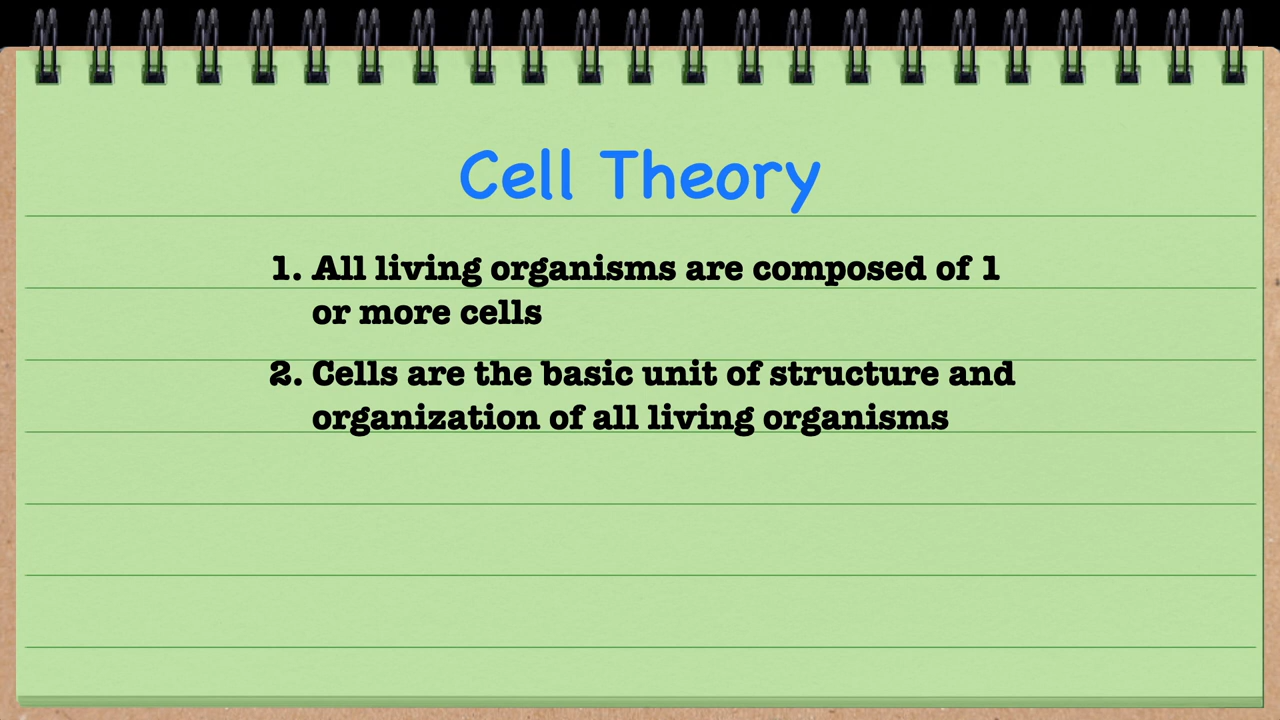 Cell Theory
1. All living organisms are composed of 1
or more cells
2. Cells are the basic unit of structure and
organization of all living organisms